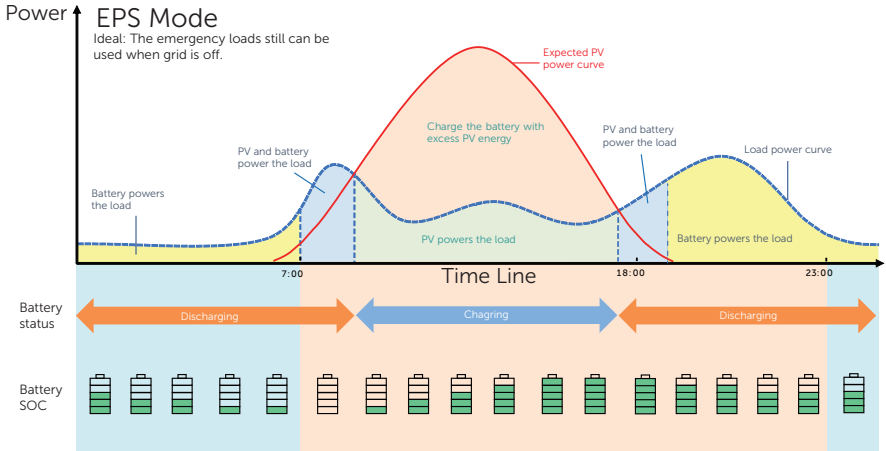 Power
EPS Mode
Ideal: The emergency loads still can be
used when grid is off.
Expected PV
power curve
Charge the battery with
excess PV energy
PV and battery
power the load
PV and battery
power the load
Load power curve
Battery powers
the load
PV powers the load
Battery powers the load
7:00
Time Line
18:00
23:00
Battery
status
Discharging
Chagring
Discharging
Battery
SOC